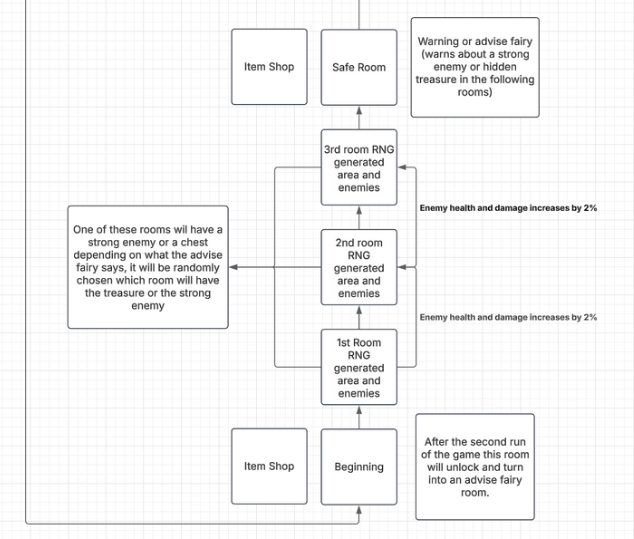 Item Shop
Safe Room
Warning or advise fairy
(warns about a strong
enemy or hidden
treasure in the following
rooms)
3rd room RNG
generated
area and
enemies
Enemy health and damage increases by 2%
One of these rooms wil have a
strong enemy or a chest
depending on what the advise
fairy says, it will be randomly
chosen which room will have
the treasure or the strong
enemy
2nd room
RNG
generated
area and
enemies
Enemy health and damage increases by 2%
1st Room
RNG
generated
area and
enemies
Item Shop
Beginning
After the second run
of the game this room
will unlock and turn
into an advise fairy
room.